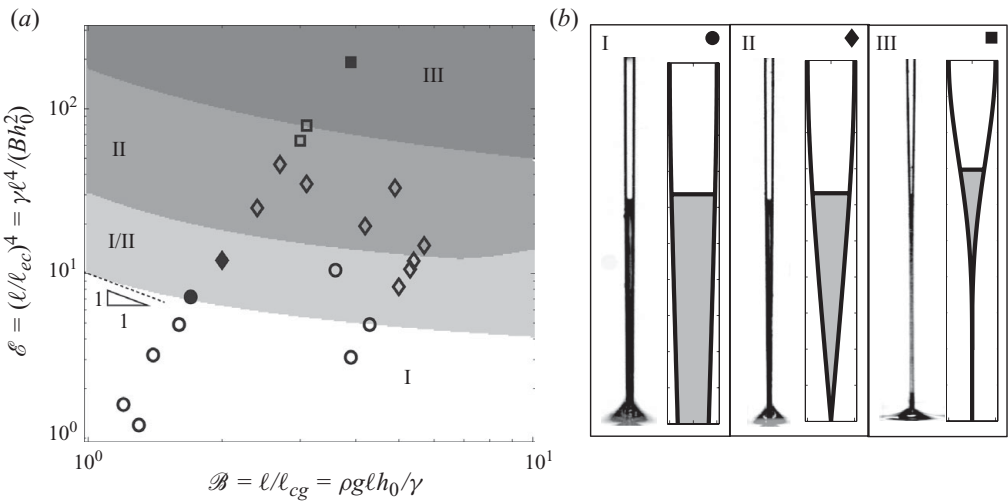 (a)
ℰ = (ℓ/ℓ_ec)^4 = γℓ^4/(Bh_0^2)
10^2
10^1
10^0
III
II
I/II
I
1
1
10^0
10^1
ℬ = ℓ/ℓ_cg = ρgℓh_0/γ
(b)
I
II
III